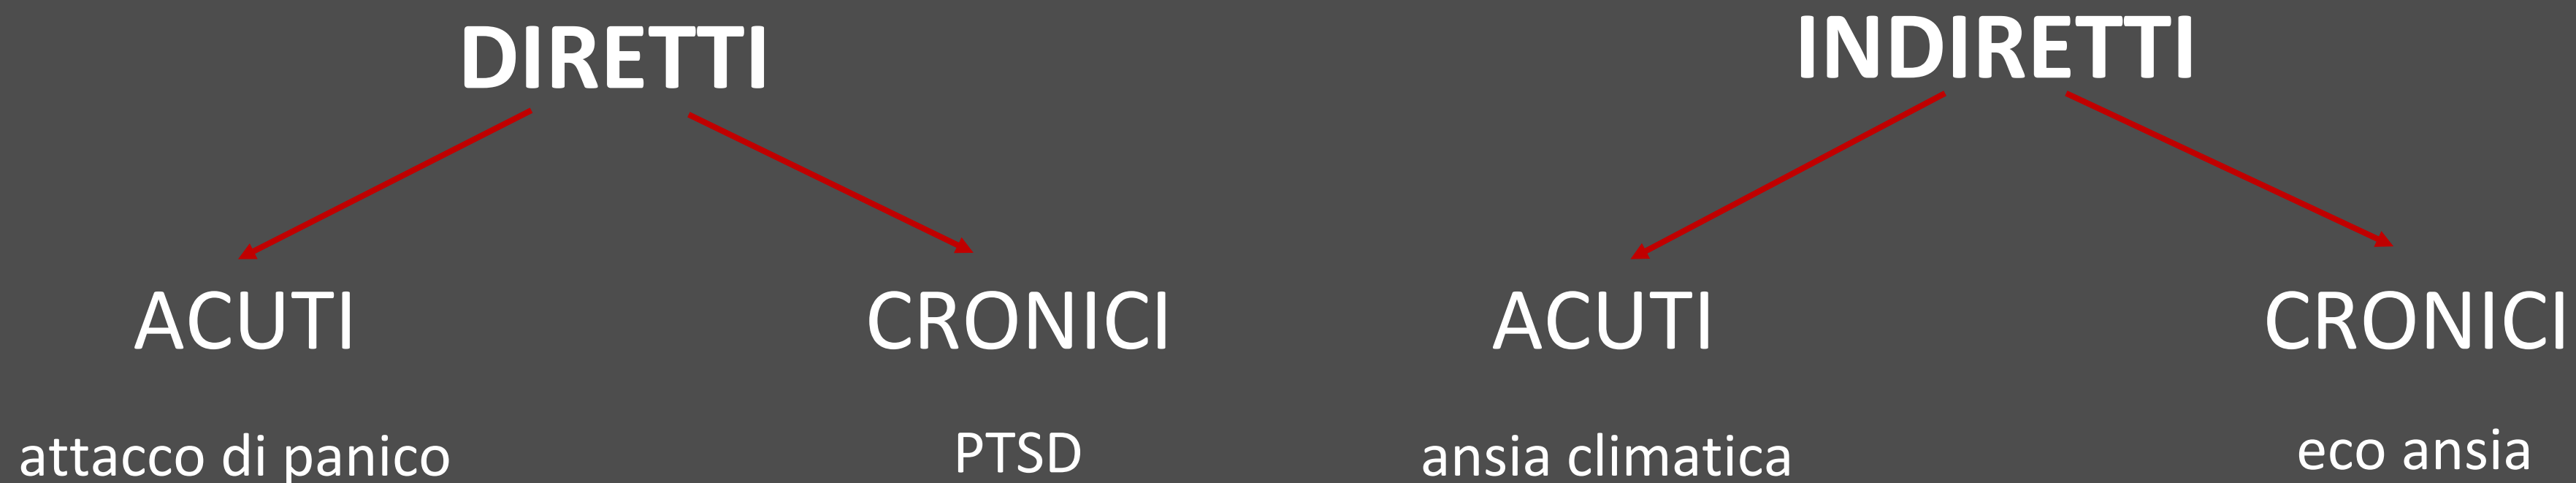 DIRETTI
INDIRETTI
ACUTI
CRONICI
ACUTI
CRONICI
attacco di panico
PTSD
ansia climatica
eco ansia